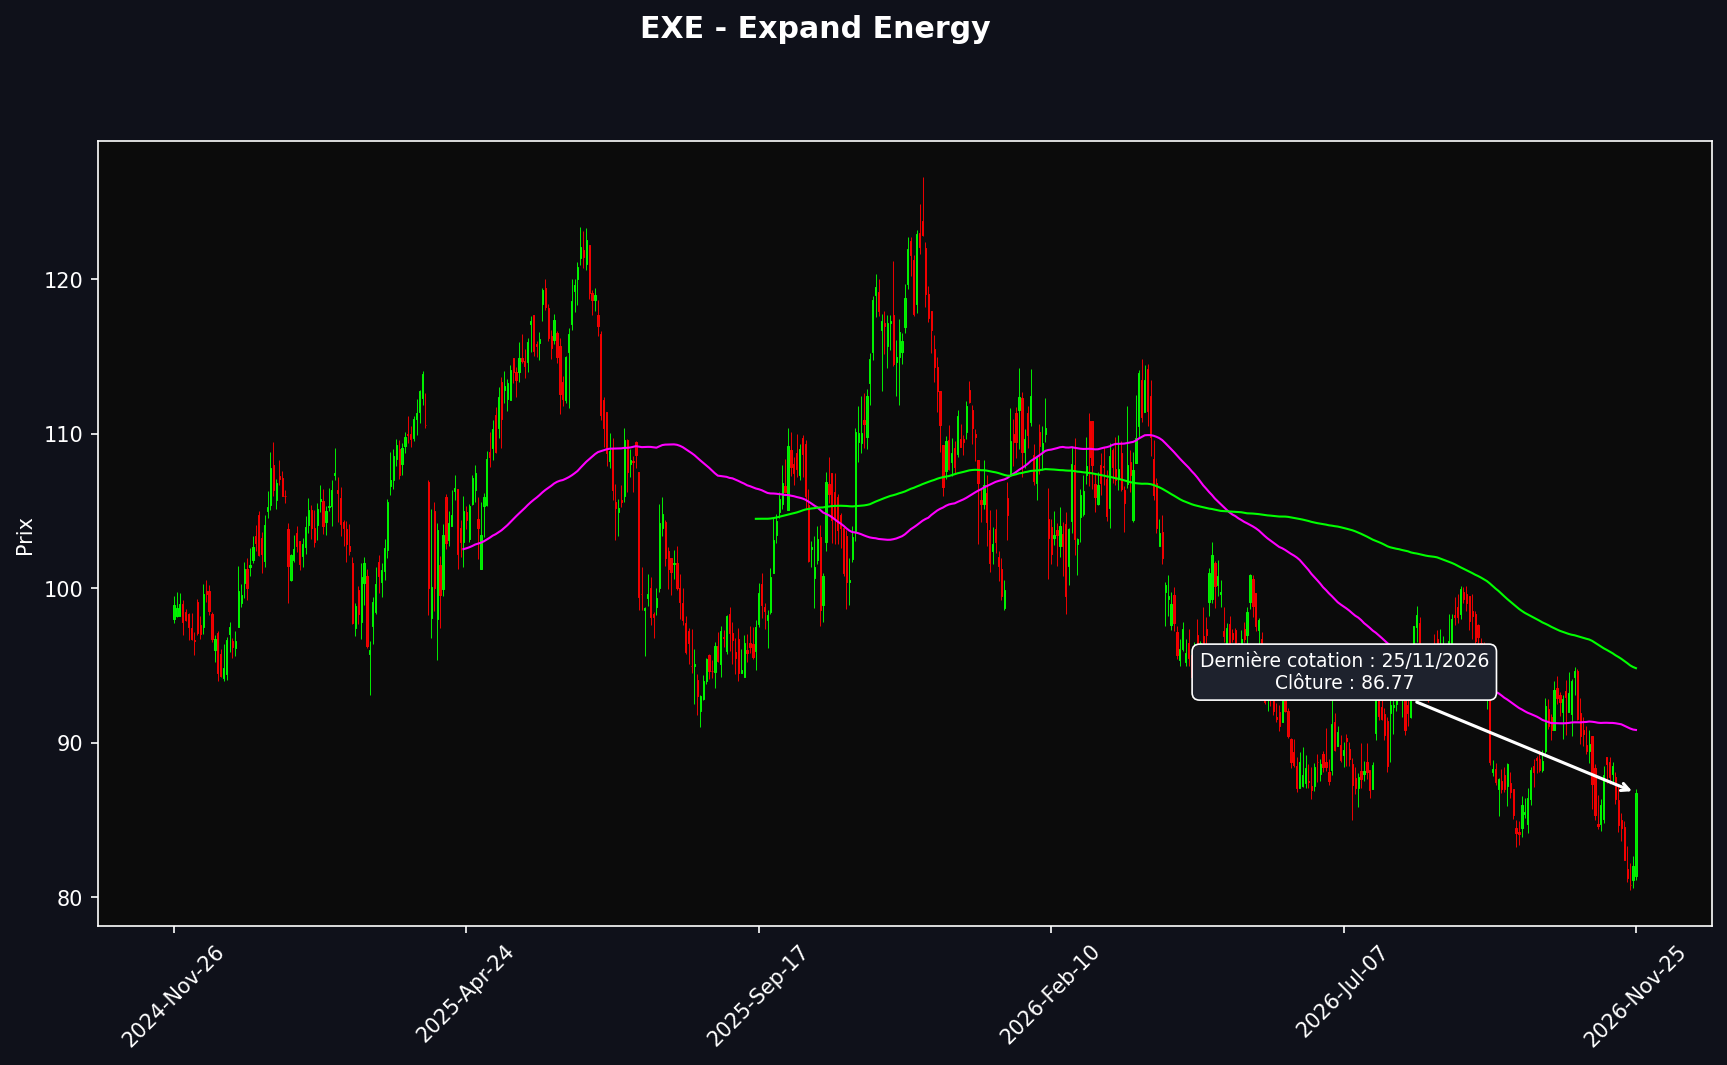 EXE - Expand Energy
Prix
120
110
100
90
80
Dernière cotation : 25/11/2026
Clôture : 86.77
2024-Nov-26
2025-Apr-24
2025-Sep-17
2026-Feb-10
2026-Jul-07
2026-Nov-25